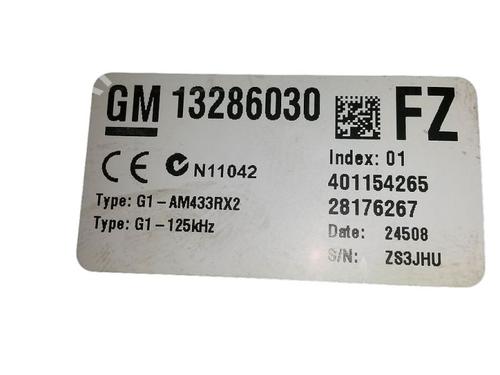 GM 13286030 FZ
CE N11042
Index: 01
401154265
Type: G1-AM433RX2
28176267
Type: G1-125kHz
Date: 24508
S/N: ZS3JHU